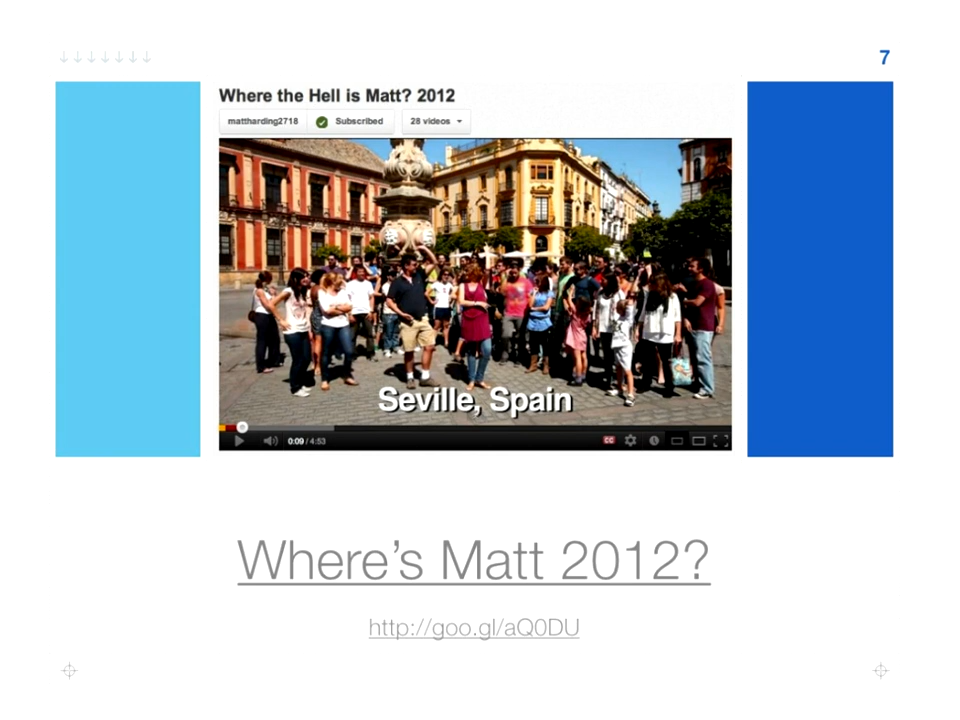 7
Where the Hell is Matt? 2012
mattharding2718 Subscribed 28 videos
Seville, Spain
0:09 / 4:53 CC
Where's Matt 2012?
http://goo.gl/aQ0DU